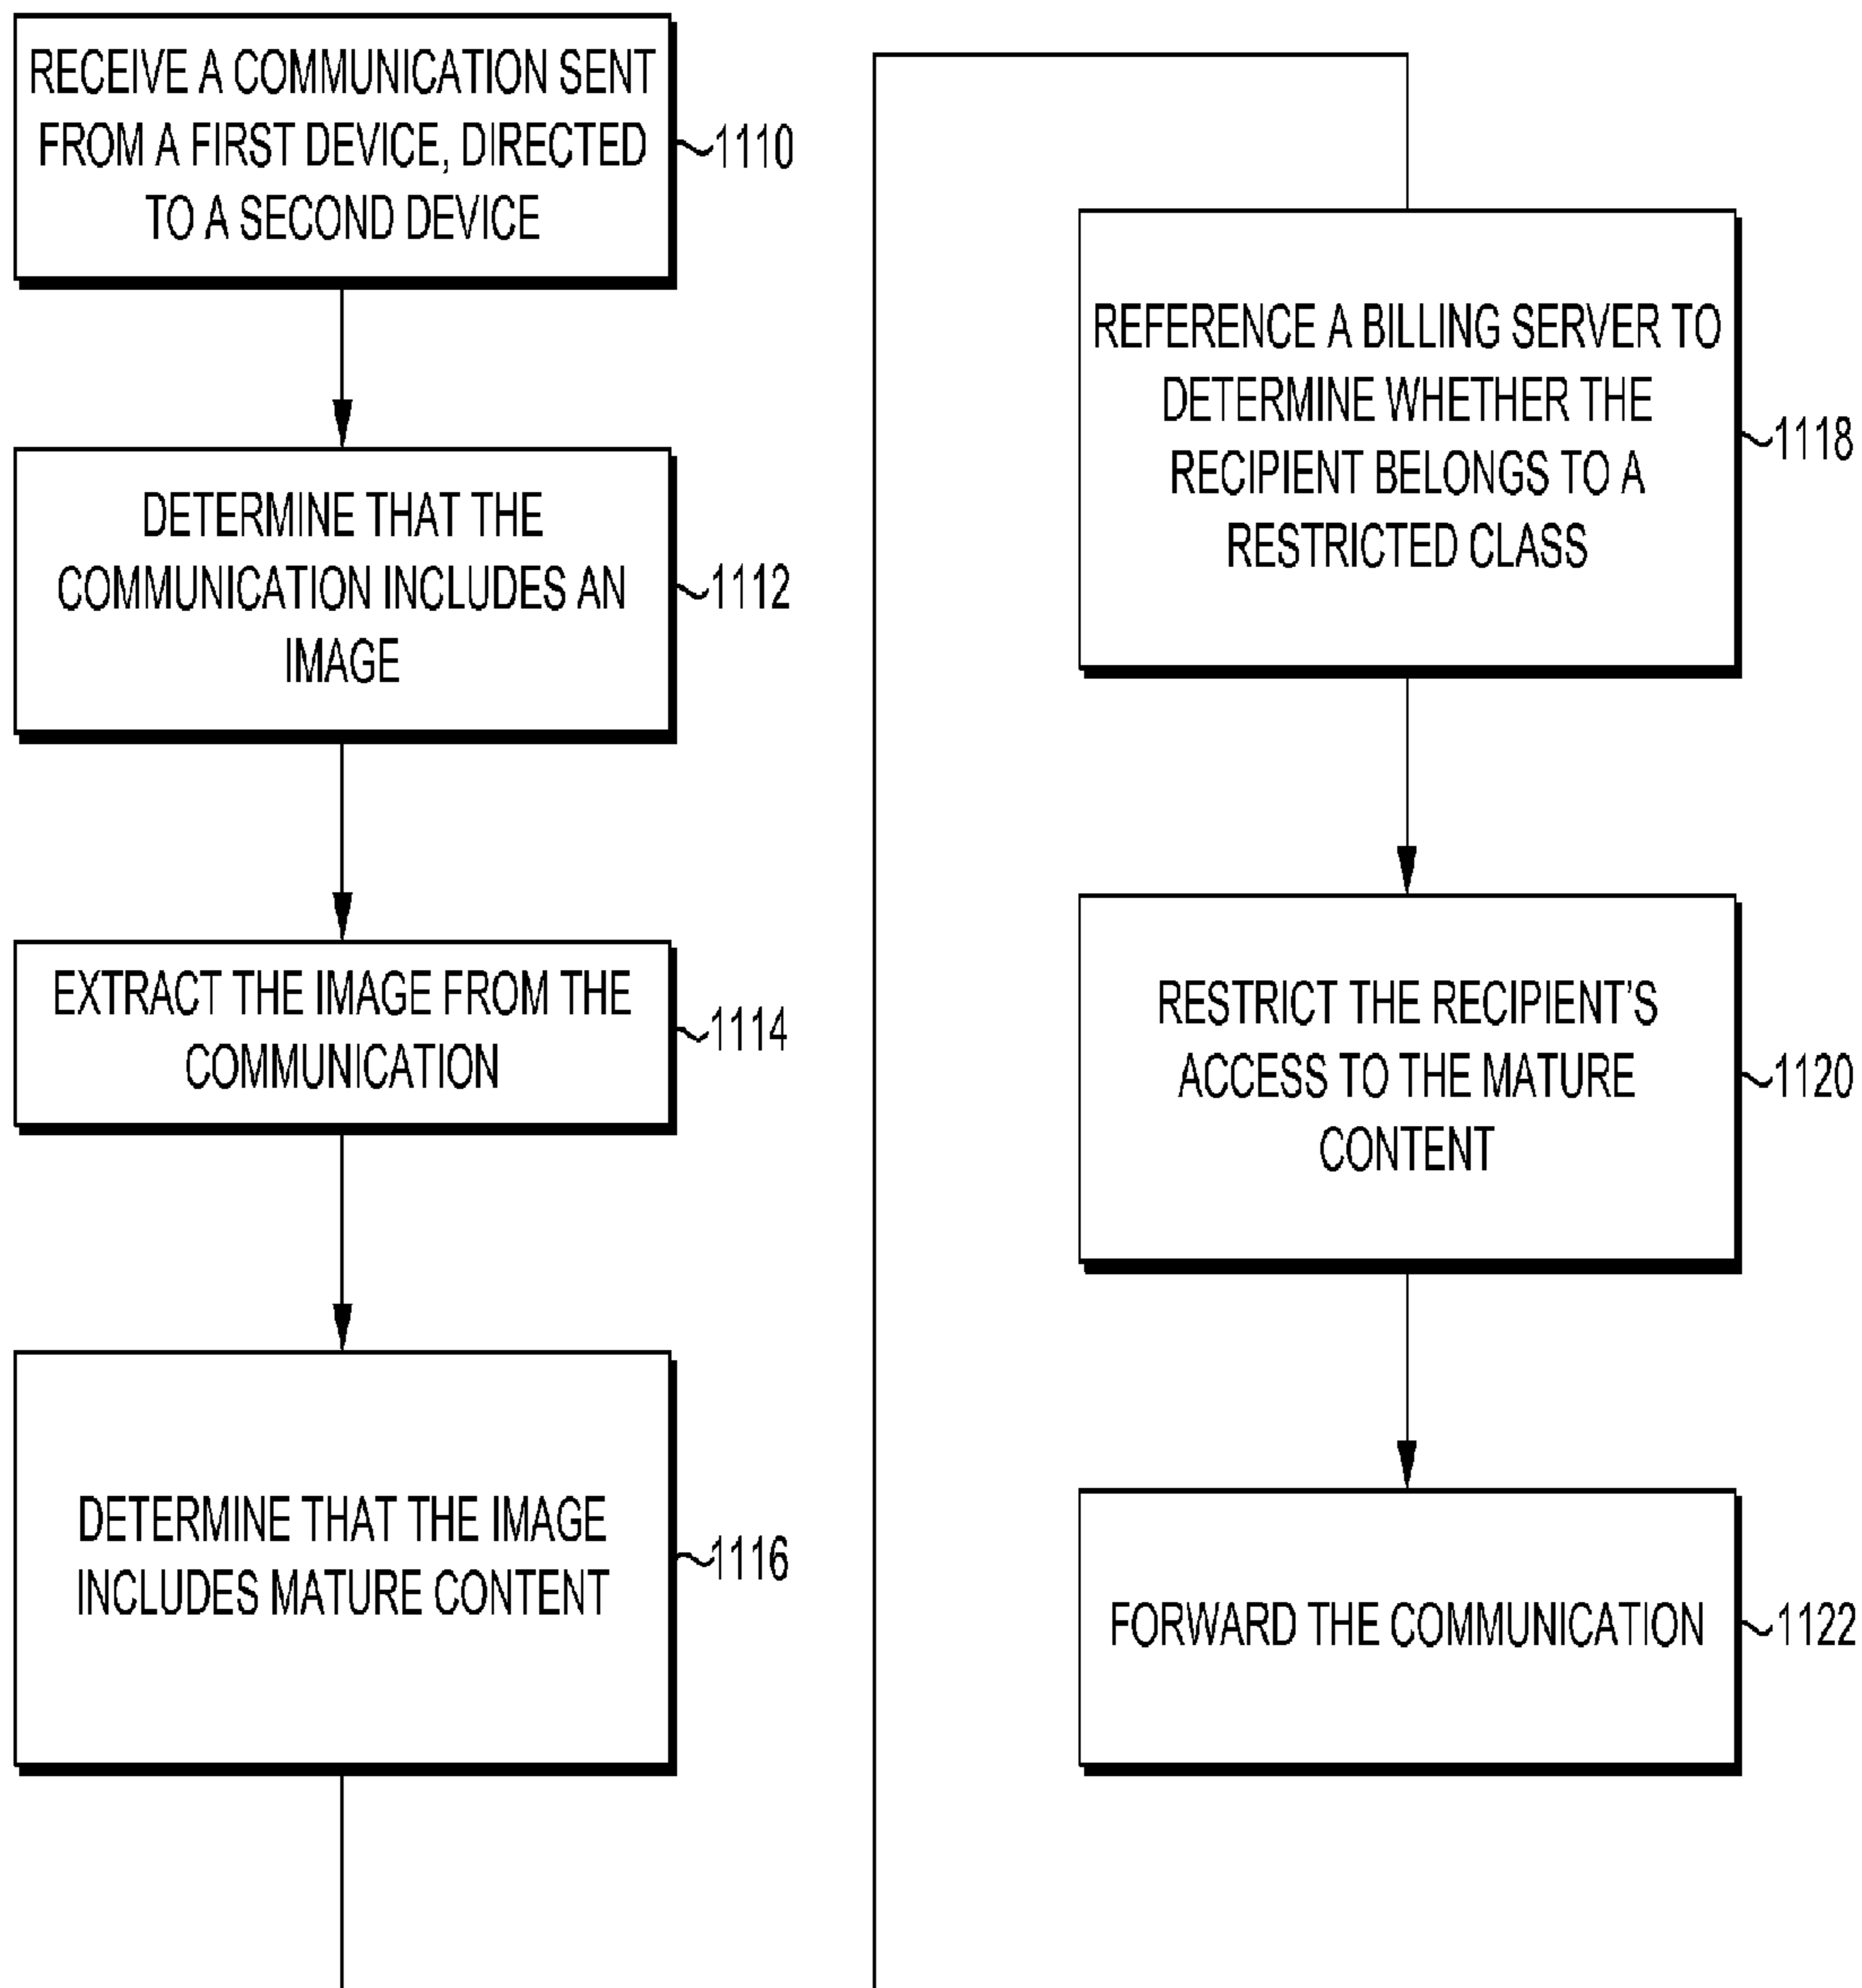 RECEIVE A COMMUNICATION SENT
FROM A FIRST DEVICE, DIRECTED
TO A SECOND DEVICE
1110
DETERMINE THAT THE
COMMUNICATION INCLUDES AN
IMAGE
1112
EXTRACT THE IMAGE FROM THE
COMMUNICATION
1114
DETERMINE THAT THE IMAGE
INCLUDES MATURE CONTENT
1116
REFERENCE A BILLING SERVER TO
DETERMINE WHETHER THE
RECIPIENT BELONGS TO A
RESTRICTED CLASS
1118
RESTRICT THE RECIPIENT'S
ACCESS TO THE MATURE
CONTENT
1120
FORWARD THE COMMUNICATION
1122